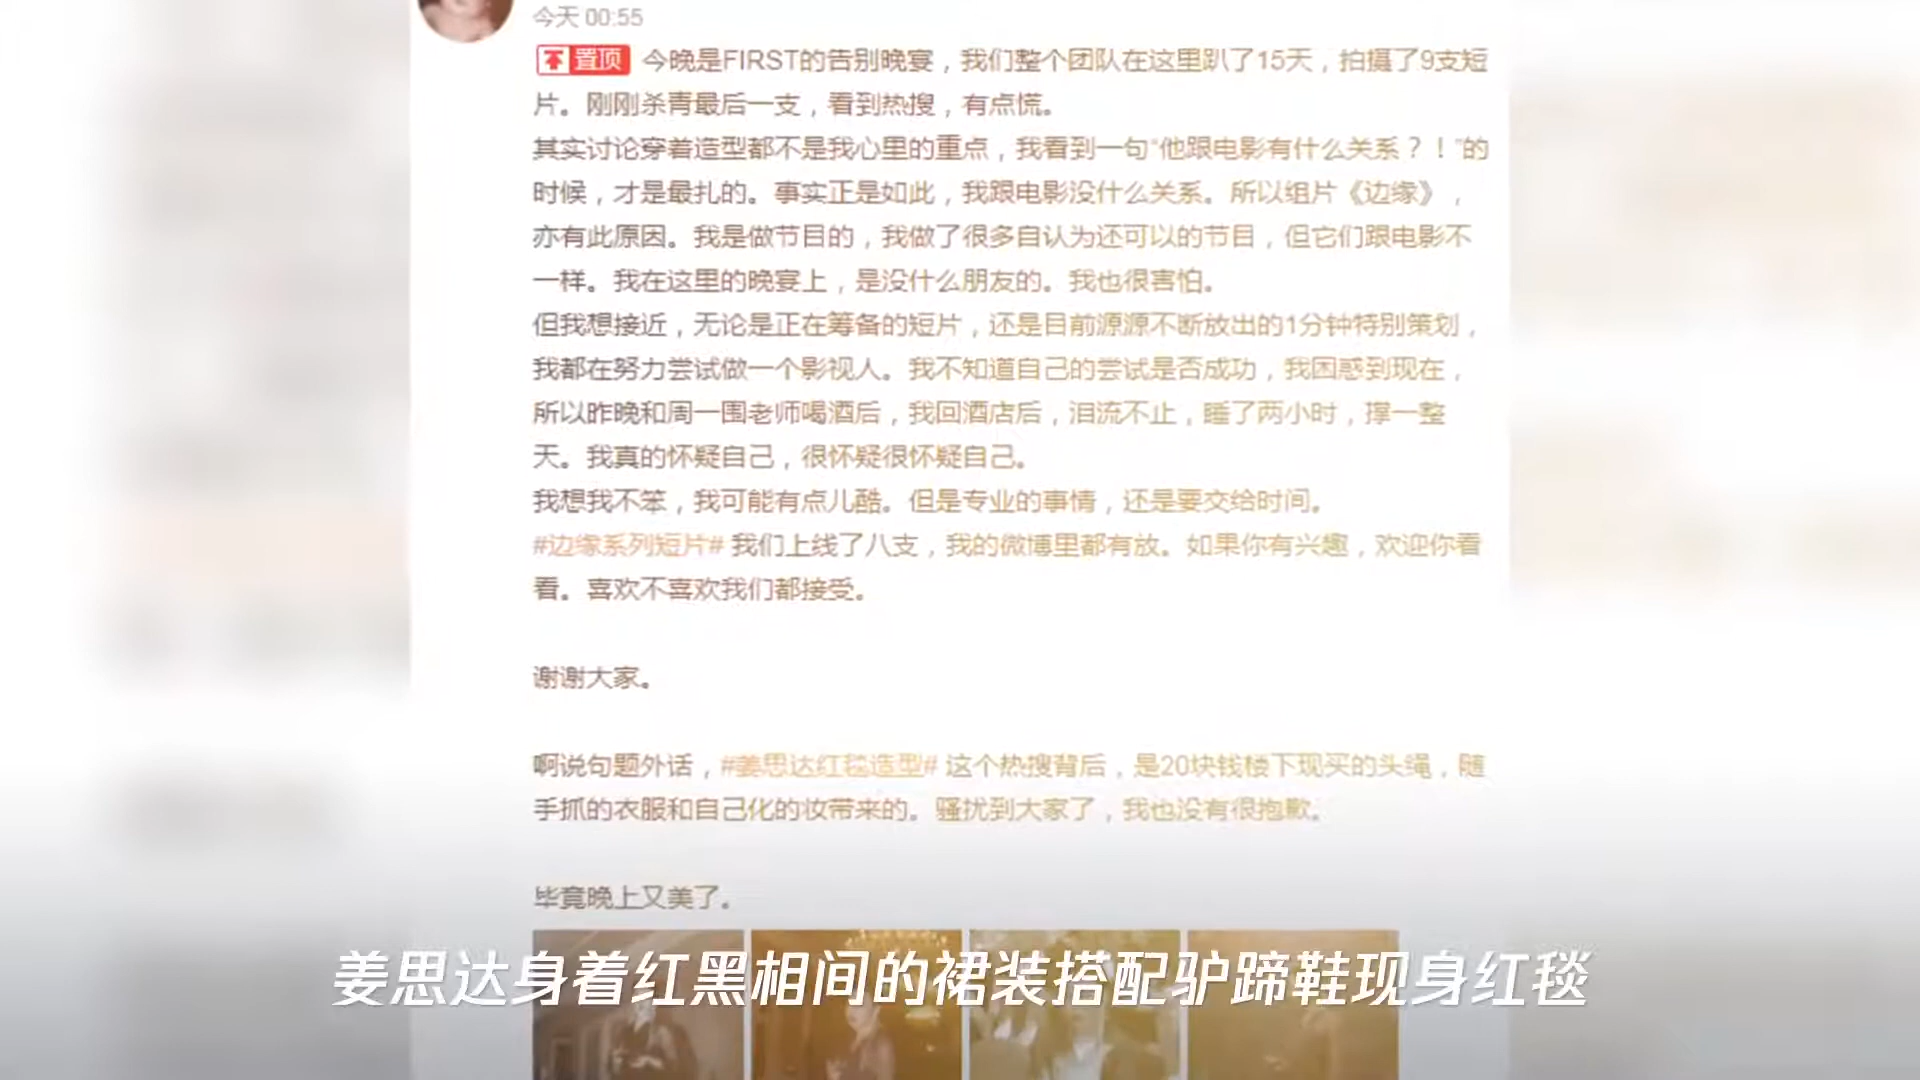 今天 00:55
置顶 今晚是FIRST的告别晚宴，我们整个团队在这里趴了15天，拍摄了9支短
片。刚刚杀青最后一支，看到热搜，有点慌。
其实讨论穿着造型都不是我心里的重点，我看到一句“他跟电影有什么关系？！”的
时候，才是最扎的。事实正是如此，我跟电影没什么关系。所以组片《边缘》，
亦有此原因。我是做节目的，我做了很多自认为还可以的节目，但它们跟电影不
一样。我在这里的晚宴上，是没什么朋友的。我也很害怕。
但我想接近，无论是正在筹备的短片，还是目前源源不断放出的1分钟特别策划，
我都在努力尝试做一个影视人。我不知道自己的尝试是否成功，我困惑到现在，
所以昨晚和周一围老师喝酒后，我回酒店后，泪流不止，睡了两小时，撑一整
天。我真的怀疑自己，很怀疑很怀疑自己。
我想我不笨，我可能有点儿酷。但是专业的事情，还是要交给时间。
#边缘系列短片# 我们上线了八支，我的微博里都有放。如果你有兴趣，欢迎你看
看。喜欢不喜欢我们都接受。
谢谢大家。
啊说句题外话，#姜思达红毯造型# 这个热搜背后，是20块钱楼下现买的头绳，随
手抓的衣服和自己化的妆带来的。骚扰到大家了，我也没有很抱歉。
毕竟晚上又美了。
姜思达身着红黑相间的裙装搭配驴蹄鞋现身红毯